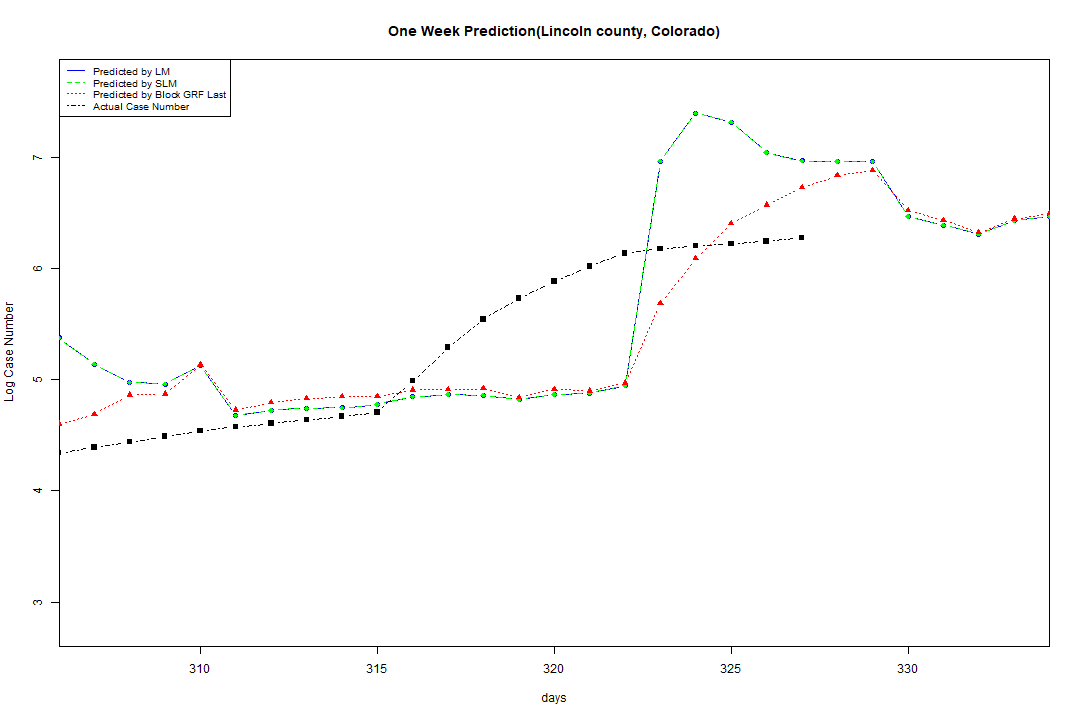 One Week Prediction(Lincoln county, Colorado)
Predicted by LM
Predicted by SLM
Predicted by Block GRF Last
Actual Case Number
Log Case Number
7
6
5
4
3
310 315 320 325 330
days